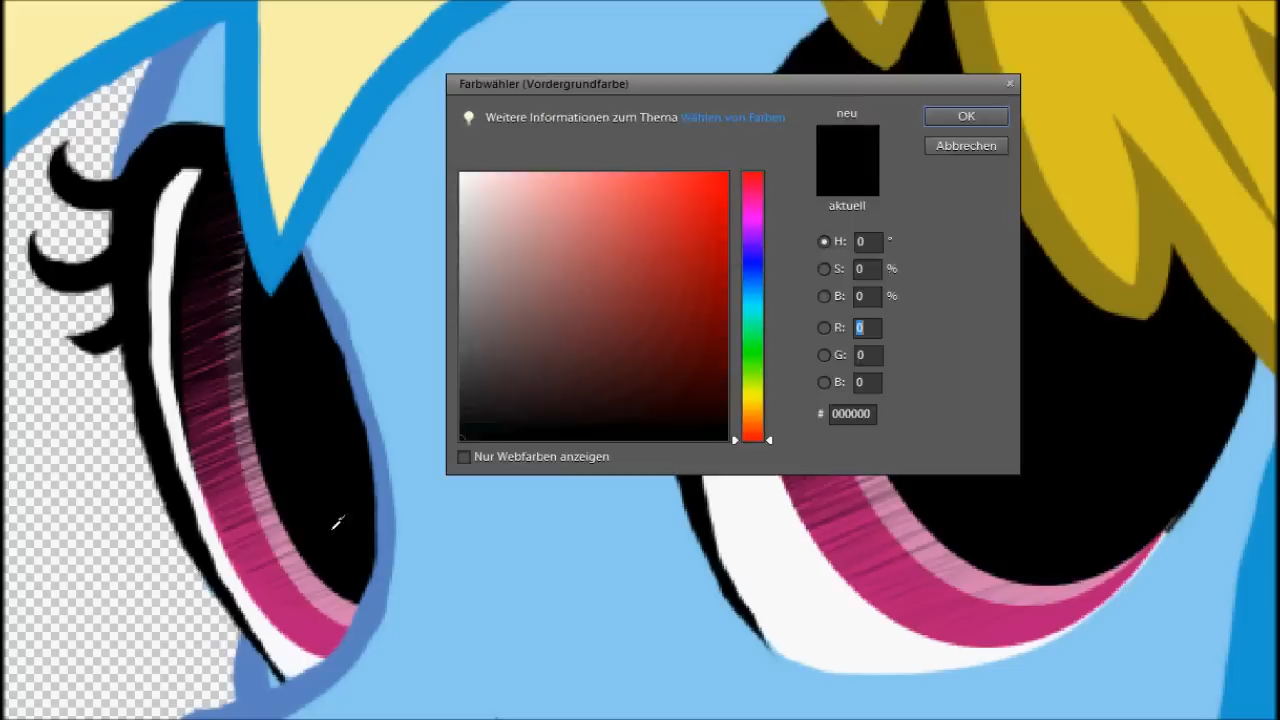 Farbwähler (Vordergrundfarbe)
Weitere Informationen zum Thema Wählen von Farben
neu
aktuell
OK
Abbrechen
H: 0 °
S: 0 %
B: 0 %
R: 0
G: 0
B: 0
# 000000
Nur Webfarben anzeigen